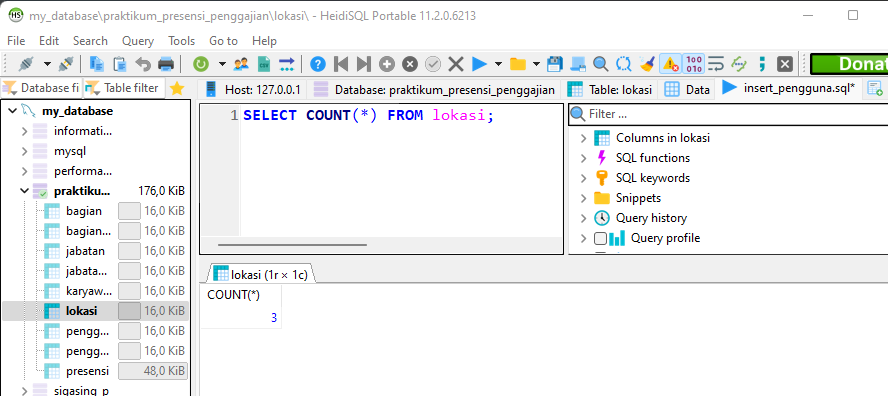 my_database\praktikum_presensi_penggajian\lokasi\ - HeidiSQL Portable 11.2.0.6213
File Edit Search Query Tools Go to Help
Donat
Database fi Table filter Host: 127.0.0.1 Database: praktikum_presensi_penggajian Table: lokasi Data insert_pengguna.sql*
my_database
informati...
mysql
performa...
praktiku... 176,0 KiB
bagian 16,0 KiB
bagian... 16,0 KiB
jabatan 16,0 KiB
jabata... 16,0 KiB
karyaw... 16,0 KiB
lokasi 16,0 KiB
pengg... 16,0 KiB
pengg... 16,0 KiB
presensi 48,0 KiB
sigasing_p
1 SELECT COUNT(*) FROM lokasi;
Filter ...
Columns in lokasi
SQL functions
SQL keywords
Snippets
Query history
Query profile
lokasi (1r × 1c)
COUNT(*)
3